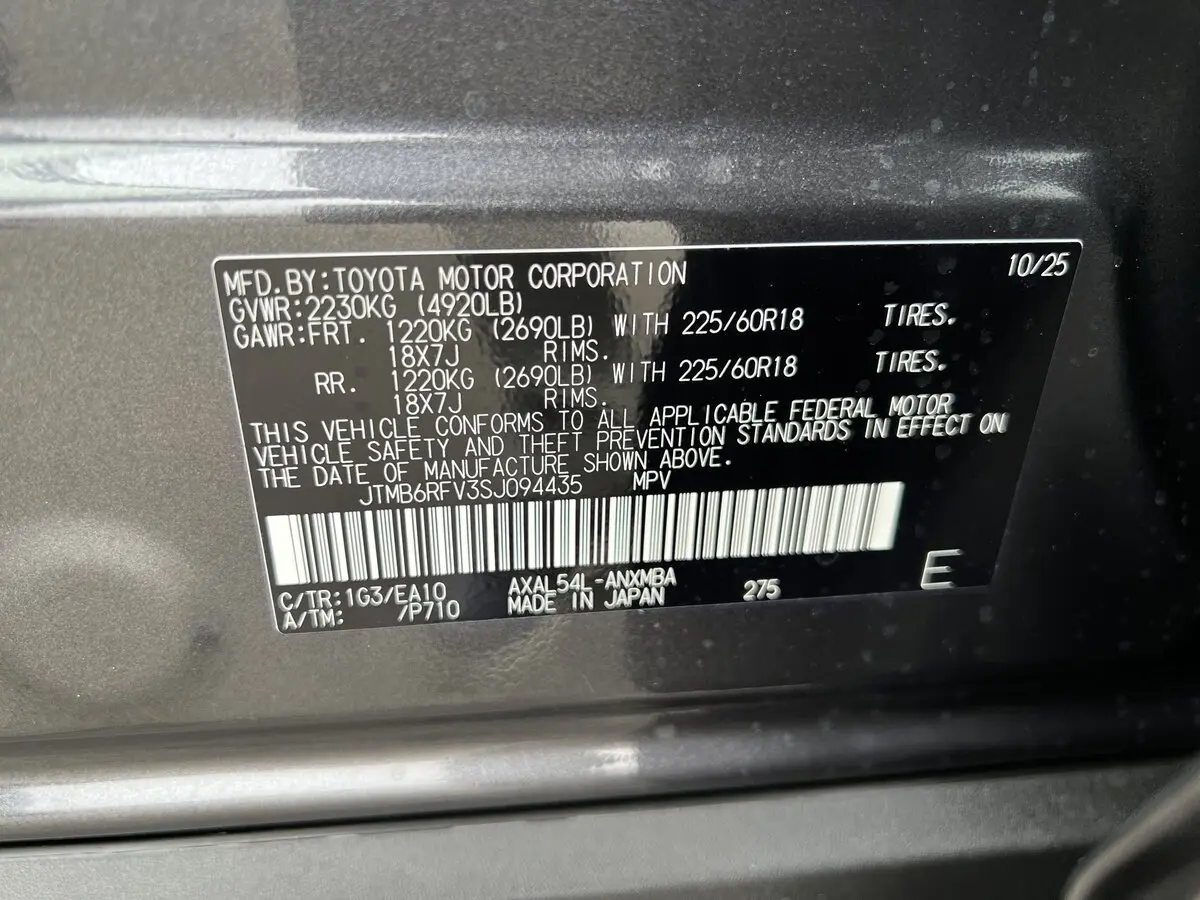 MFD.BY:TOYOTA MOTOR CORPORATION 10/25
GVWR:2230KG (4920LB)
GAWR:FRT. 1220KG (2690LB) WITH 225/60R18 TIRES.
18X7J RIMS.
RR. 1220KG (2690LB) WITH 225/60R18 TIRES.
18X7J RIMS.
THIS VEHICLE CONFORMS TO ALL APPLICABLE FEDERAL MOTOR
VEHICLE SAFETY AND THEFT PREVENTION STANDARDS IN EFFECT ON
THE DATE OF MANUFACTURE SHOWN ABOVE.
JTMB6RFV3SJ094435 MPV
C/TR:1G3/EA10 AXAL54L-ANXMBA 275 E
A/TM: /P710 MADE IN JAPAN